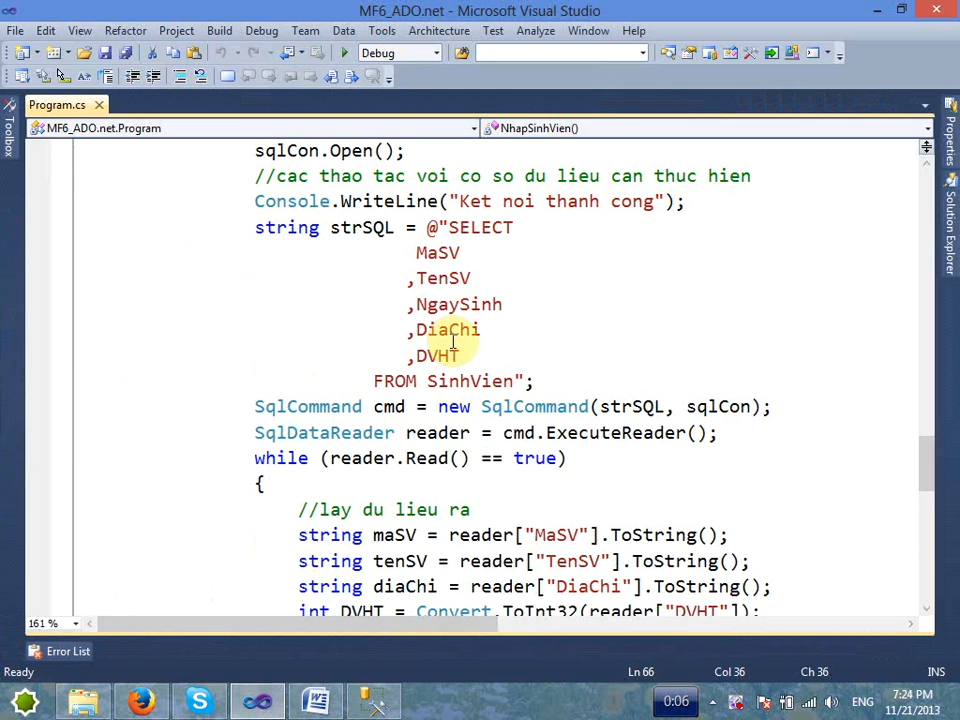 MF6_ADO.net - Microsoft Visual Studio
File Edit View Refactor Project Build Debug Team Data Tools Architecture Test Analyze Window Help
Debug
Program.cs
MF6_ADO.net.Program
NhapSinhVien()
Toolbox
Properties
Solution Explorer
sqlCon.Open();
//cac thao tac voi co so du lieu can thuc hien
Console.WriteLine("Ket noi thanh cong");
string strSQL = @"SELECT
MaSV
,TenSV
,NgaySinh
,DiaChi
,DVHT
FROM SinhVien";
SqlCommand cmd = new SqlCommand(strSQL, sqlCon);
SqlDataReader reader = cmd.ExecuteReader();
while (reader.Read() == true)
{
//lay du lieu ra
string maSV = reader["MaSV"].ToString();
string tenSV = reader["TenSV"].ToString();
string diaChi = reader["DiaChi"].ToString();
int DVHT = Convert.ToInt32(reader["DVHT"]);
161 %
Error List
Ready
Ln 66
Col 36
Ch 36
INS
0:06
ENG
7:24 PM
11/21/2013